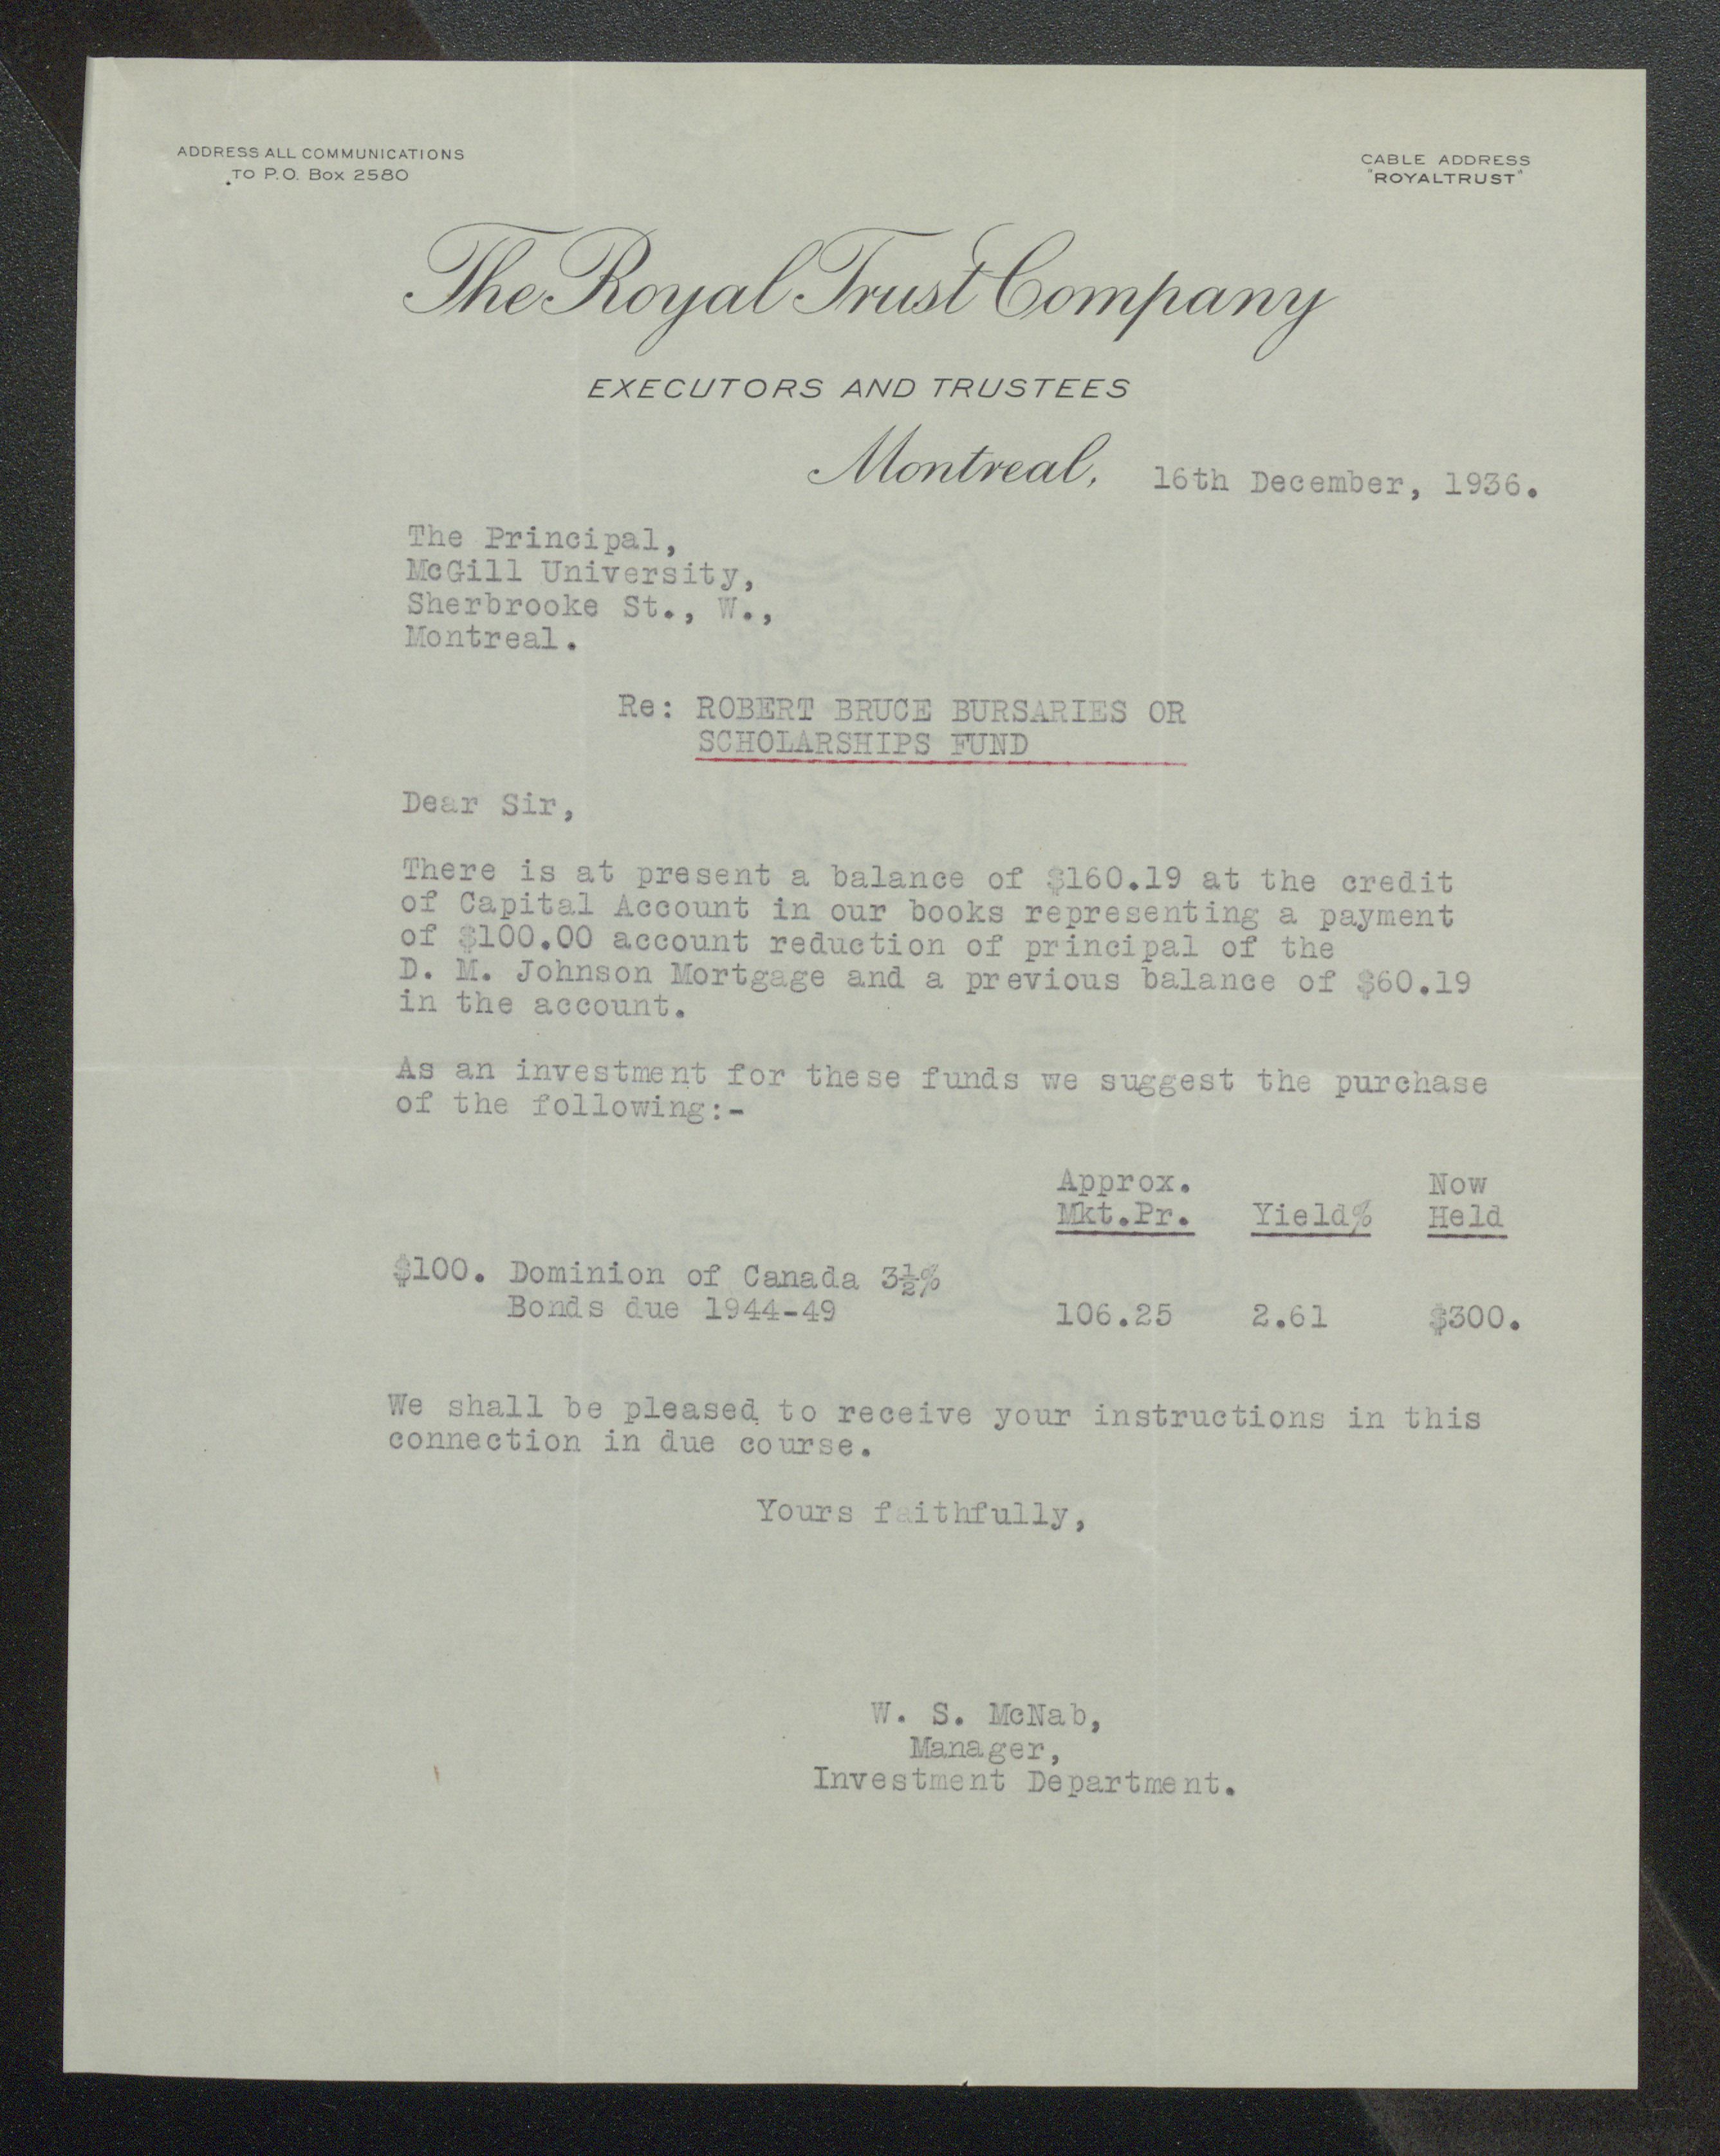 ADDRESS ALL COMMUNICATIONS
TO P.O. Box 2580
CABLE ADDRESS
"ROYALTRUST"
The Royal Trust Company
EXECUTORS AND TRUSTEES
Montreal, 16th December, 1936.
The Principal,
McGill University,
Sherbrooke St., W.,
Montreal.
Re: ROBERT BRUCE BURSARIES OR
SCHOLARSHIPS FUND
Dear Sir,
There is at present a balance of $160.19 at the credit
of Capital Account in our books representing a payment
of $100.00 account reduction of principal of the
D. M. Johnson Mortgage and a previous balance of $60.19
in the account.
As an investment for these funds we suggest the purchase
of the following:-
Approx. Now
Mkt.Pr. Yield% Held
$100. Dominion of Canada 3½%
Bonds due 1944-49 106.25 2.61 $300.
We shall be pleased to receive your instructions in this
connection in due course.
Yours faithfully,
W. S. McNab,
Manager,
Investment Department.